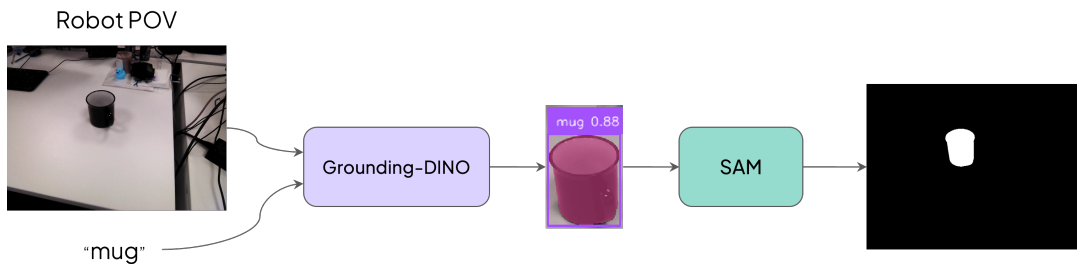 Robot POV
Grounding-DINO
mug 0.88
SAM
“mug”